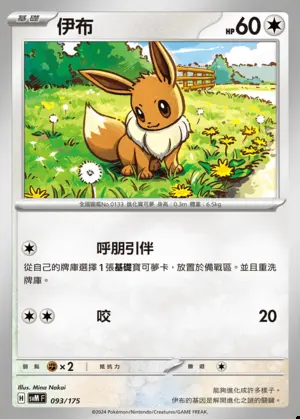 基礎
伊布
HP 60
全國圖鑑No.0133 進化寶可夢 身高:0.3m 體重:6.5kg
呼朋引伴
從自己的牌庫選擇1張基礎寶可夢卡,放置於備戰區。並且重洗
牌庫。
咬 20
弱點 ×2 抵抗力 撤退
Illus. Mina Nakai
H SVM F 093/175
能夠進化成許多樣子。
伊布的基因是解開進化之謎的關鍵。
©2024 Pokémon/Nintendo/Creatures/GAME FREAK.